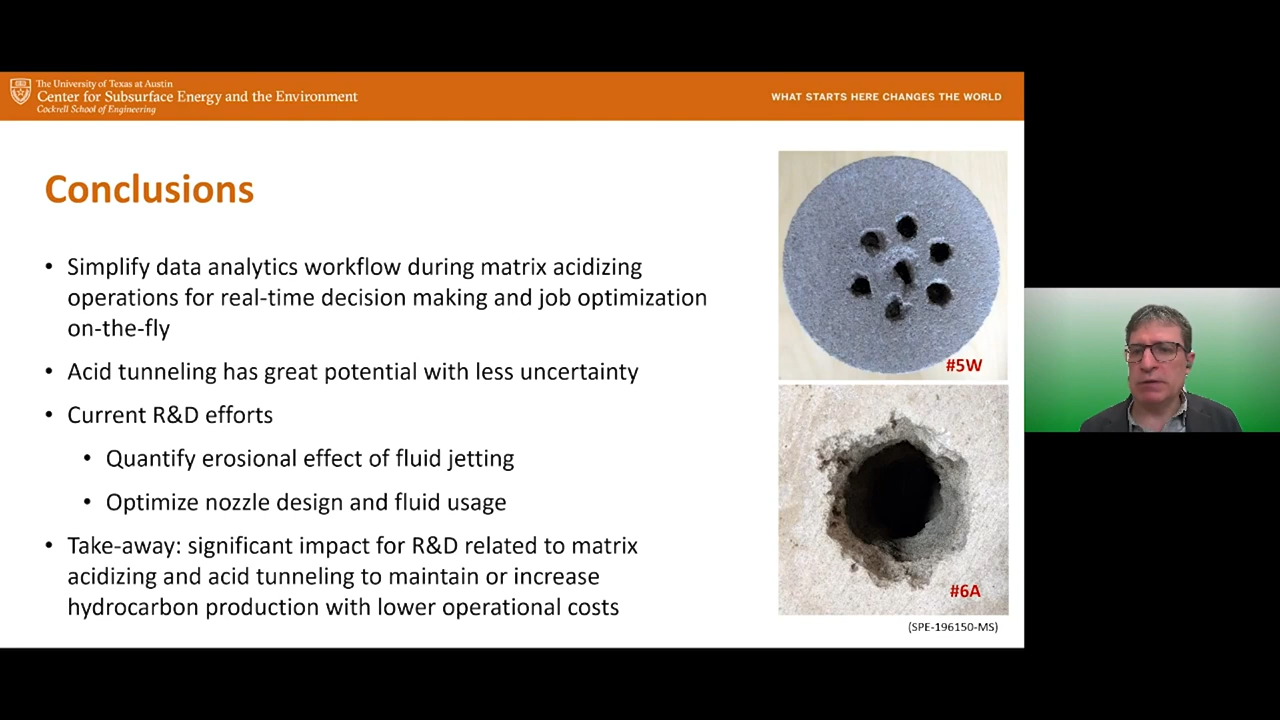 The University of Texas at Austin
Center for Subsurface Energy and the Environment
Cockrell School of Engineering
WHAT STARTS HERE CHANGES THE WORLD
Conclusions
• Simplify data analytics workflow during matrix acidizing
operations for real-time decision making and job optimization
on-the-fly
• Acid tunneling has great potential with less uncertainty
• Current R&D efforts
• Quantify erosional effect of fluid jetting
• Optimize nozzle design and fluid usage
• Take-away: significant impact for R&D related to matrix
acidizing and acid tunneling to maintain or increase
hydrocarbon production with lower operational costs
#5W
#6A
(SPE-196150-MS)